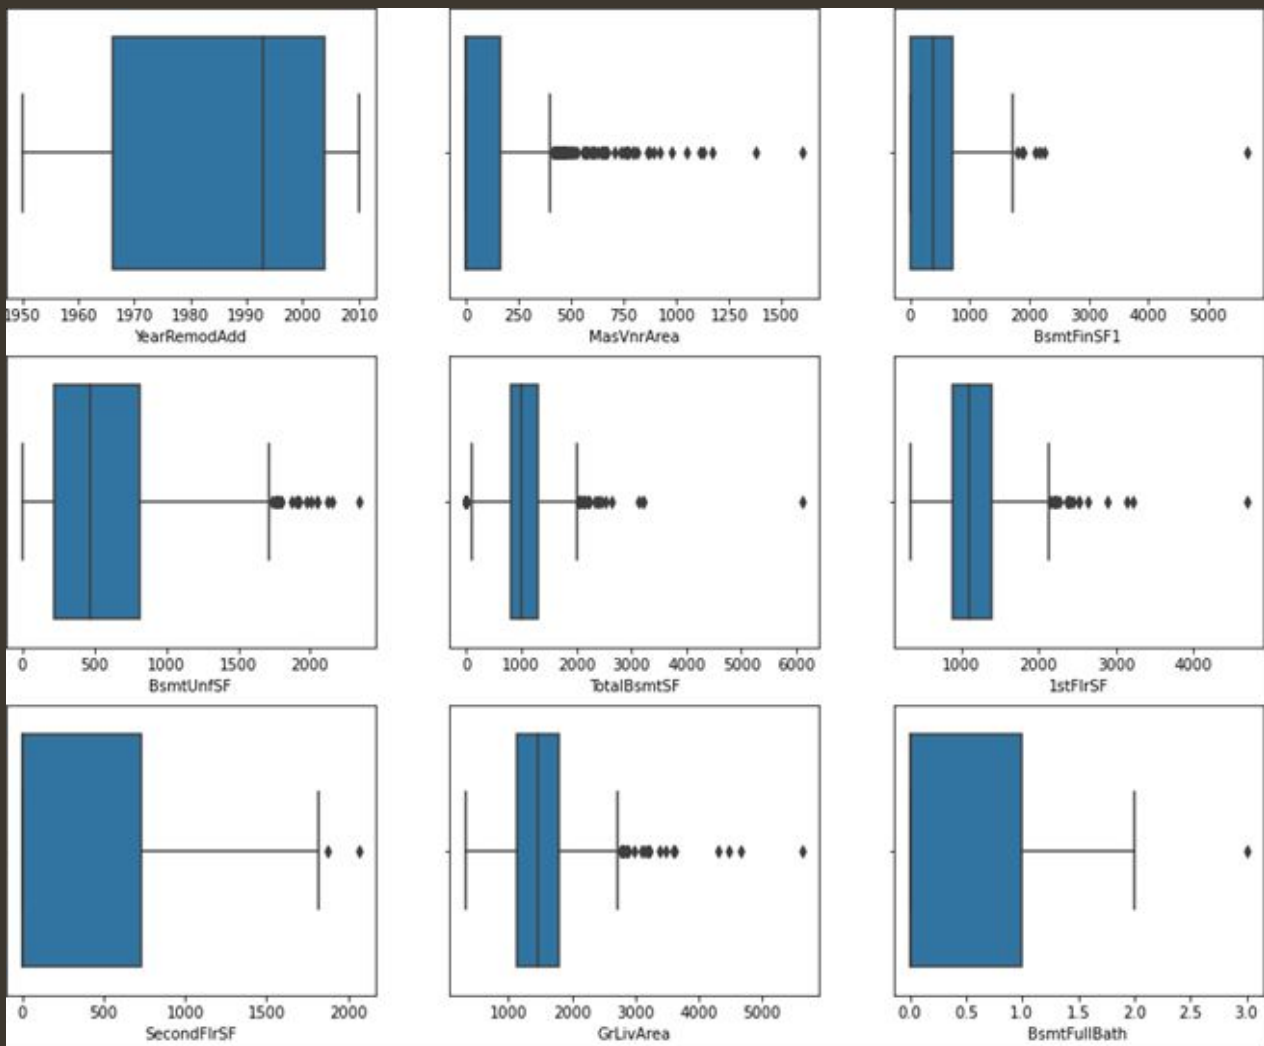 1950 1960 1970 1980 1990 2000 2010
YearRemodAdd
0 250 500 750 1000 1250 1500
MasVnrArea
0 1000 2000 3000 4000 5000
BsmtFinSF1
0 500 1000 1500 2000
BsmtUnfSF
0 1000 2000 3000 4000 5000 6000
TotalBsmtSF
1000 2000 3000 4000
1stFlrSF
0 500 1000 1500 2000
SecondFlrSF
1000 2000 3000 4000 5000
GrLivArea
0.0 0.5 1.0 1.5 2.0 2.5 3.0
BsmtFullBath